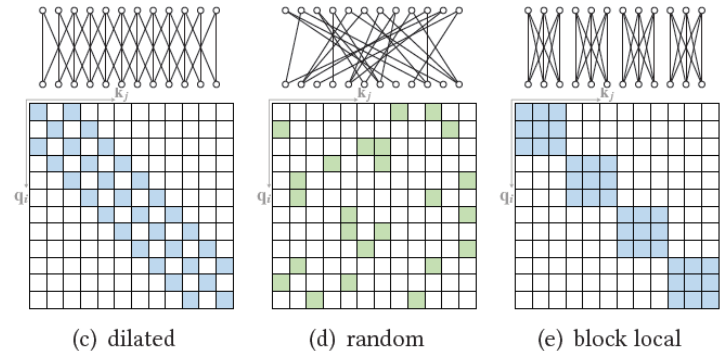 k_j k_j k_j
q_i q_i q_i
(c) dilated (d) random (e) block local